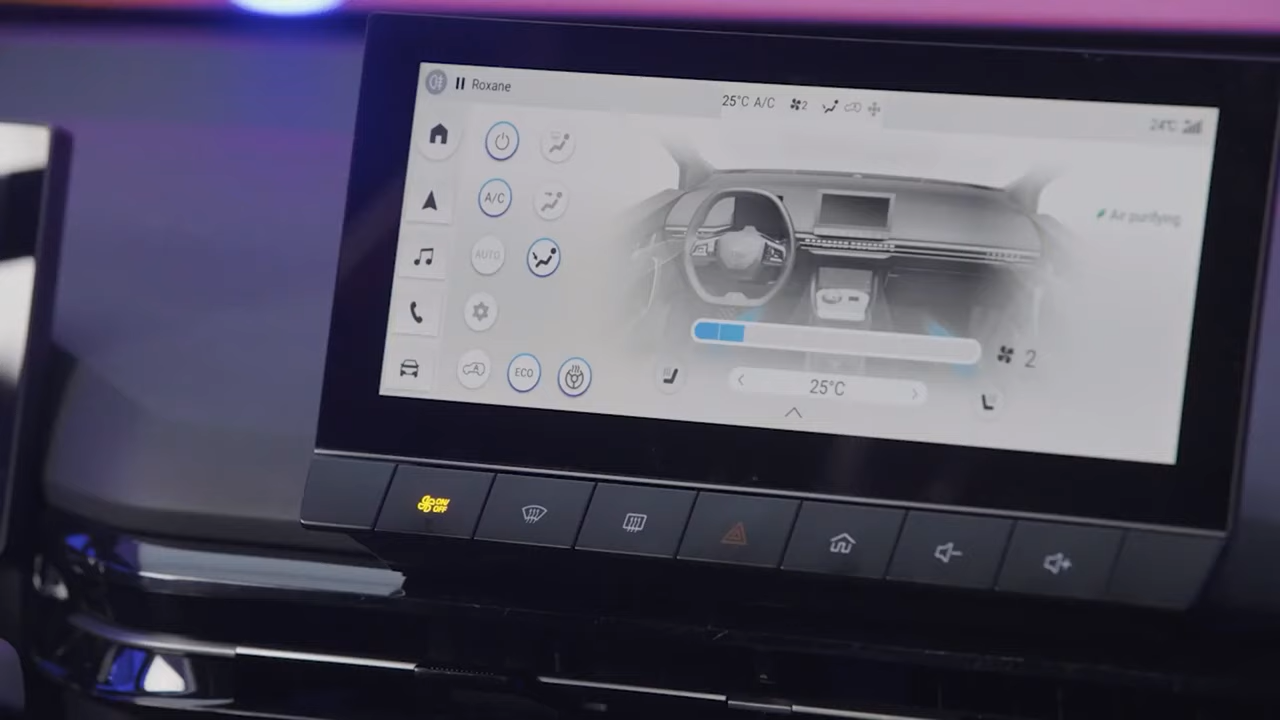 Roxane
25°C A/C 2
24°C
A/C
Air purifying
AUTO
2
ECO
25°C
ON/
OFF